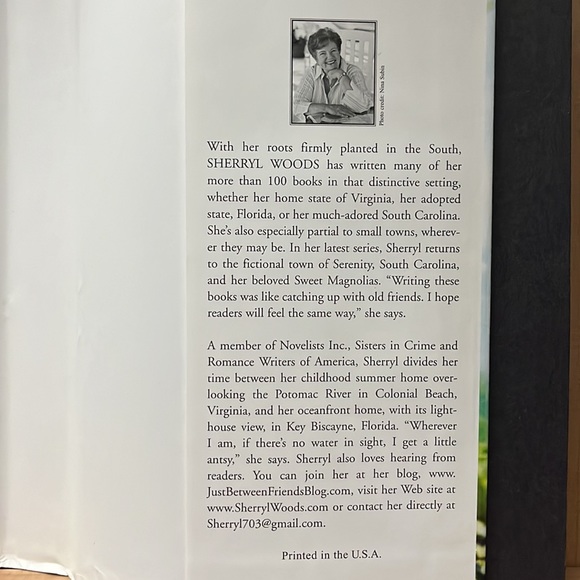 Photo credit: Nina Subin
With her roots firmly planted in the South,
SHERRYL WOODS has written many of her
more than 100 books in that distinctive setting,
whether her home state of Virginia, her adopted
state, Florida, or her much-adored South Carolina.
She's also especially partial to small towns, wherev-
er they may be. In her latest series, Sherryl returns
to the fictional town of Serenity, South Carolina,
and her beloved Sweet Magnolias. “Writing these
books was like catching up with old friends. I hope
readers will feel the same way,” she says.
A member of Novelists Inc., Sisters in Crime and
Romance Writers of America, Sherryl divides her
time between her childhood summer home over-
looking the Potomac River in Colonial Beach,
Virginia, and her oceanfront home, with its light-
house view, in Key Biscayne, Florida. “Wherever
I am, if there's no water in sight, I get a little
antsy,” she says. Sherryl also loves hearing from
readers. You can join her at her blog, www.
JustBetweenFriendsBlog.com, visit her Web site at
www.SherrylWoods.com or contact her directly at
Sherryl703@gmail.com.
Printed in the U.S.A.